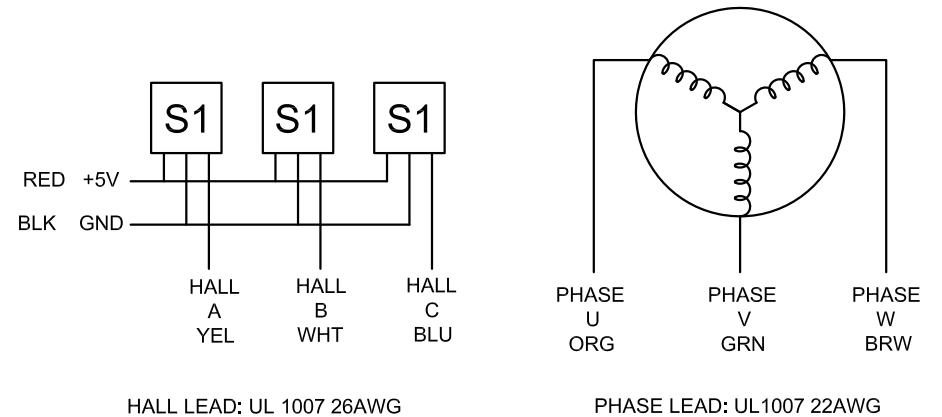 S1 S1 S1
RED +5V
BLK GND
HALL HALL HALL
A B C
YEL WHT BLU
PHASE PHASE PHASE
U V W
ORG GRN BRW
HALL LEAD: UL 1007 26AWG
PHASE LEAD: UL1007 22AWG